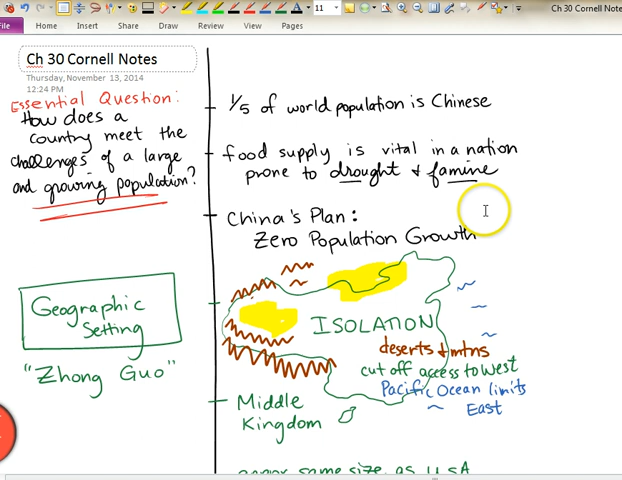 11
Ch 30 Cornell Notes
File
Home
Insert
Share
Draw
Review
View
Pages
Ch 30 Cornell Notes
Thursday, November 13, 2014
12:24 PM
Essential Question:
How does a
country meet the
challenges of a large
and growing population?
1/5 of world population is Chinese
food supply is vital in a nation
prone to drought & famine
China's Plan:
Zero Population Growth
Geographic
Setting
"Zhong Guo"
ISOLATION
deserts & mtns
cut off access to West
Pacific Ocean limits
East
Middle
Kingdom
same size as USA